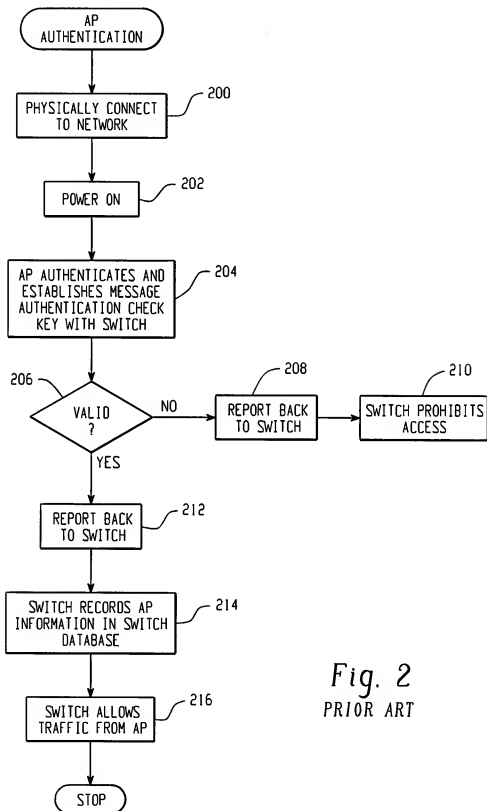 AP
AUTHENTICATION
200
PHYSICALLY CONNECT
TO NETWORK
202
POWER ON
204
AP AUTHENTICATES AND
ESTABLISHES MESSAGE
AUTHENTICATION CHECK
KEY WITH SWITCH
206
VALID
?
NO
208
REPORT BACK
TO SWITCH
210
SWITCH PROHIBITS
ACCESS
YES
212
REPORT BACK
TO SWITCH
214
SWITCH RECORDS AP
INFORMATION IN SWITCH
DATABASE
216
SWITCH ALLOWS
TRAFFIC FROM AP
STOP
Fig. 2
PRIOR ART